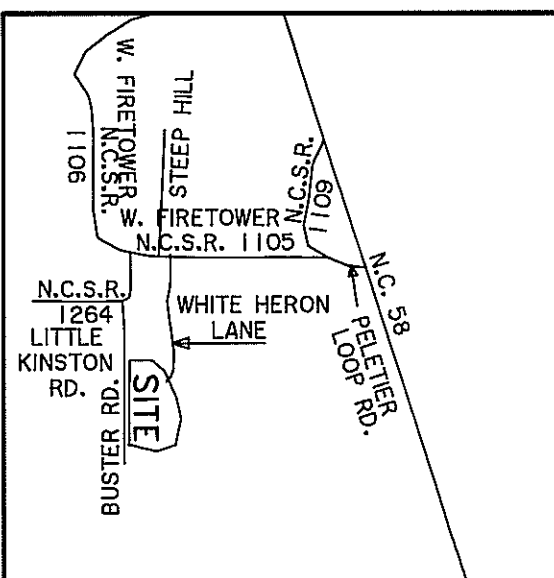 W. FIRETOWER
N.C.S.R.
1106
STEEP HILL
N.C.S.R.
1109
W. FIRETOWER
N.C.S.R. 1105
N.C. 58
PELETIER
LOOP RD.
WHITE HERON
LANE
N.C.S.R.
1264
LITTLE
KINSTON
RD.
BUSTER RD.
SITE